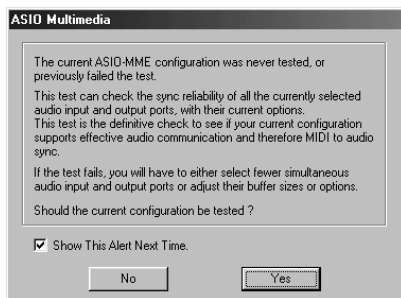 ASIO Multimedia
The current ASIO-MME configuration was never tested, or
previously failed the test.
This test can check the sync reliability of all the currently selected
audio input and output ports, with their current options.
This test is the definitive check to see if your current configuration
supports effective audio communication and therefore MIDI to audio
sync.
If the test fails, you will have to either select fewer simultaneous
audio input and output ports or adjust their buffer sizes or options.
Should the current configuration be tested ?
Show This Alert Next Time.
No
Yes